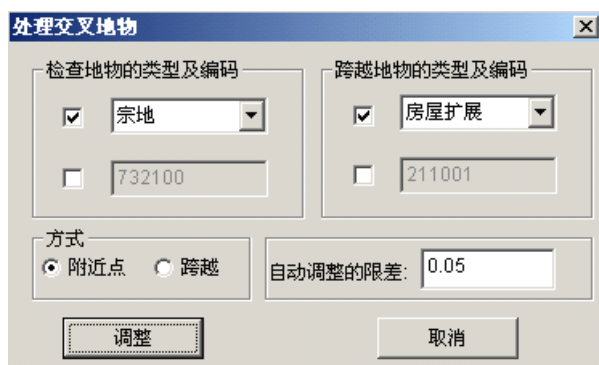 处理交叉地物
检查地物的类型及编码
宗地
732100
跨越地物的类型及编码
房屋扩展
211001
方式
附近点 跨越
自动调整的限差: 0.05
调整 取消